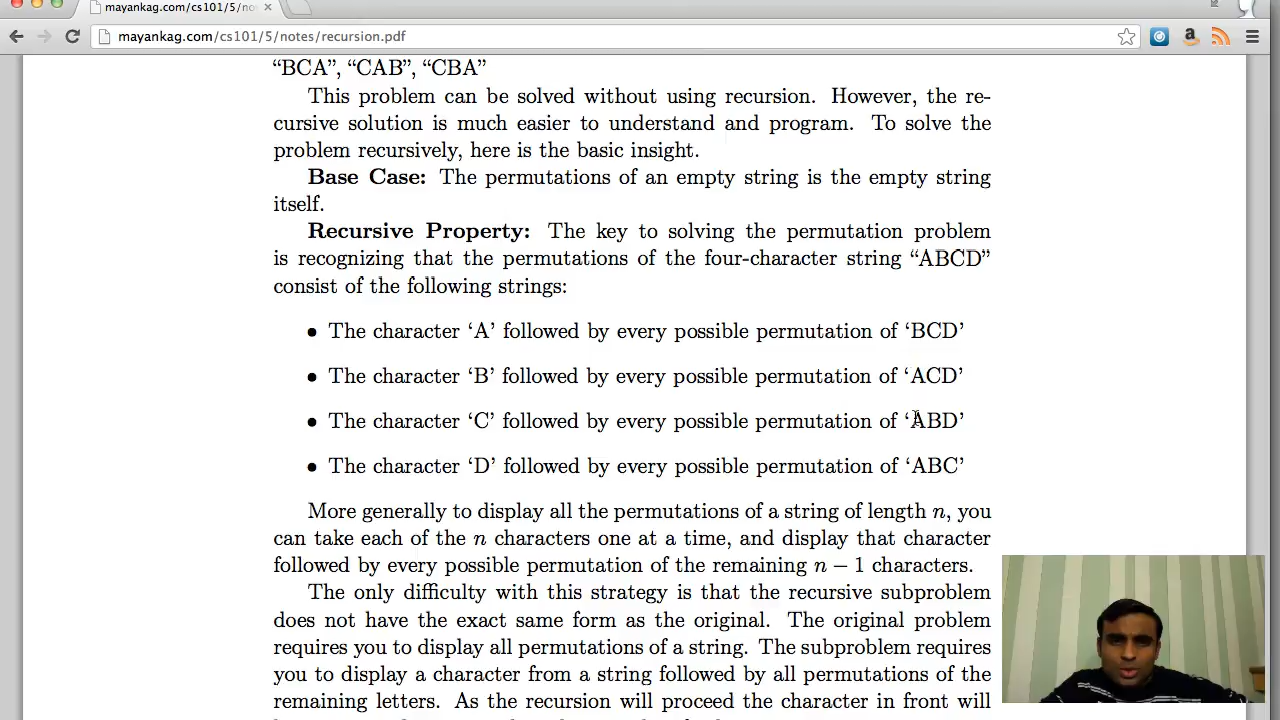 mayankag.com/cs101/5/no
mayankag.com/cs101/5/notes/recursion.pdf
“BCA”, “CAB”, “CBA”
This problem can be solved without using recursion. However, the re-
cursive solution is much easier to understand and program. To solve the
problem recursively, here is the basic insight.
Base Case: The permutations of an empty string is the empty string
itself.
Recursive Property: The key to solving the permutation problem
is recognizing that the permutations of the four-character string “ABCD”
consist of the following strings:
• The character ‘A’ followed by every possible permutation of ‘BCD’
• The character ‘B’ followed by every possible permutation of ‘ACD’
• The character ‘C’ followed by every possible permutation of ‘ABD’
• The character ‘D’ followed by every possible permutation of ‘ABC’
More generally to display all the permutations of a string of length n, you
can take each of the n characters one at a time, and display that character
followed by every possible permutation of the remaining n − 1 characters.
The only difficulty with this strategy is that the recursive subproblem
does not have the exact same form as the original. The original problem
requires you to display all permutations of a string. The subproblem requires
you to display a character from a string followed by all permutations of the
remaining letters. As the recursion will proceed the character in front will